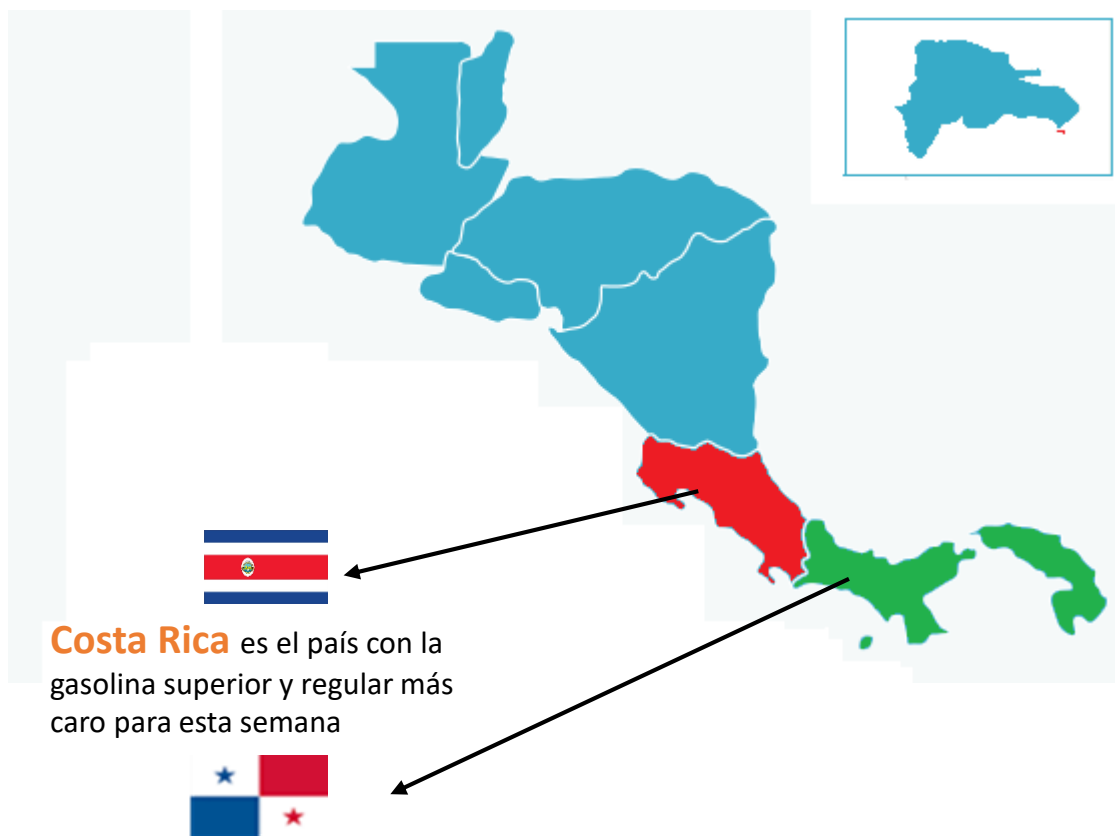 Costa Rica es el país con la
gasolina superior y regular más
caro para esta semana